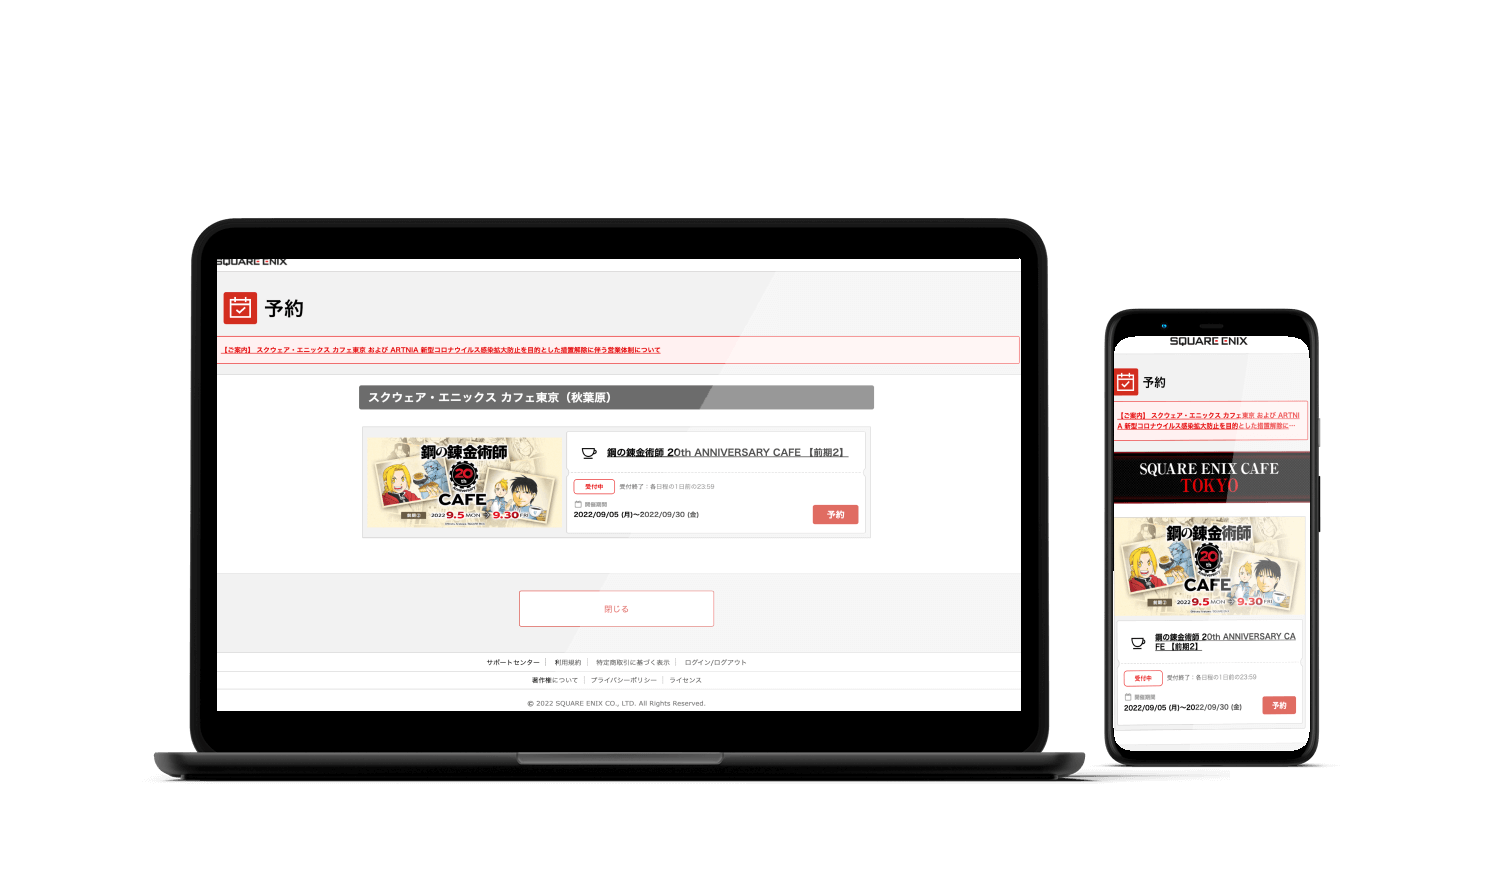 SQUARE ENIX
予約
【ご案内】 スクウェア・エニックス カフェ東京 および ARTNIA 新型コロナウイルス感染拡大防止を目的とした措置解除に伴う営業体制について
スクウェア・エニックス カフェ東京（秋葉原）
鋼の錬金術師
20th
ANNIVERSARY
CAFE
前期② 2022 9.5 MON 9.30 FRI
鋼の錬金術師 20th ANNIVERSARY CAFE 【前期2】
受付中 受付終了：各日程の1日前の23:59
開催期間
2022/09/05 (月)～2022/09/30 (金)
予約
閉じる
サポートセンター 利用規約 特定商取引に基づく表示 ログイン/ログアウト
著作権について プライバシーポリシー ライセンス
© 2022 SQUARE ENIX CO., LTD. All Rights Reserved.
SQUARE ENIX
予約
【ご案内】 スクウェア・エニックス カフェ東京 および ARTNI
A 新型コロナウイルス感染拡大防止を目的とした措置解除に…
SQUARE ENIX CAFE
TOKYO
鋼の錬金術師
20th
ANNIVERSARY
CAFE
前期② 2022 9.5 MON 9.30 FRI
鋼の錬金術師 20th ANNIVERSARY CA
FE 【前期2】
受付中 受付終了：各日程の1日前の23:59
開催期間
2022/09/05 (月)～2022/09/30 (金)
予約